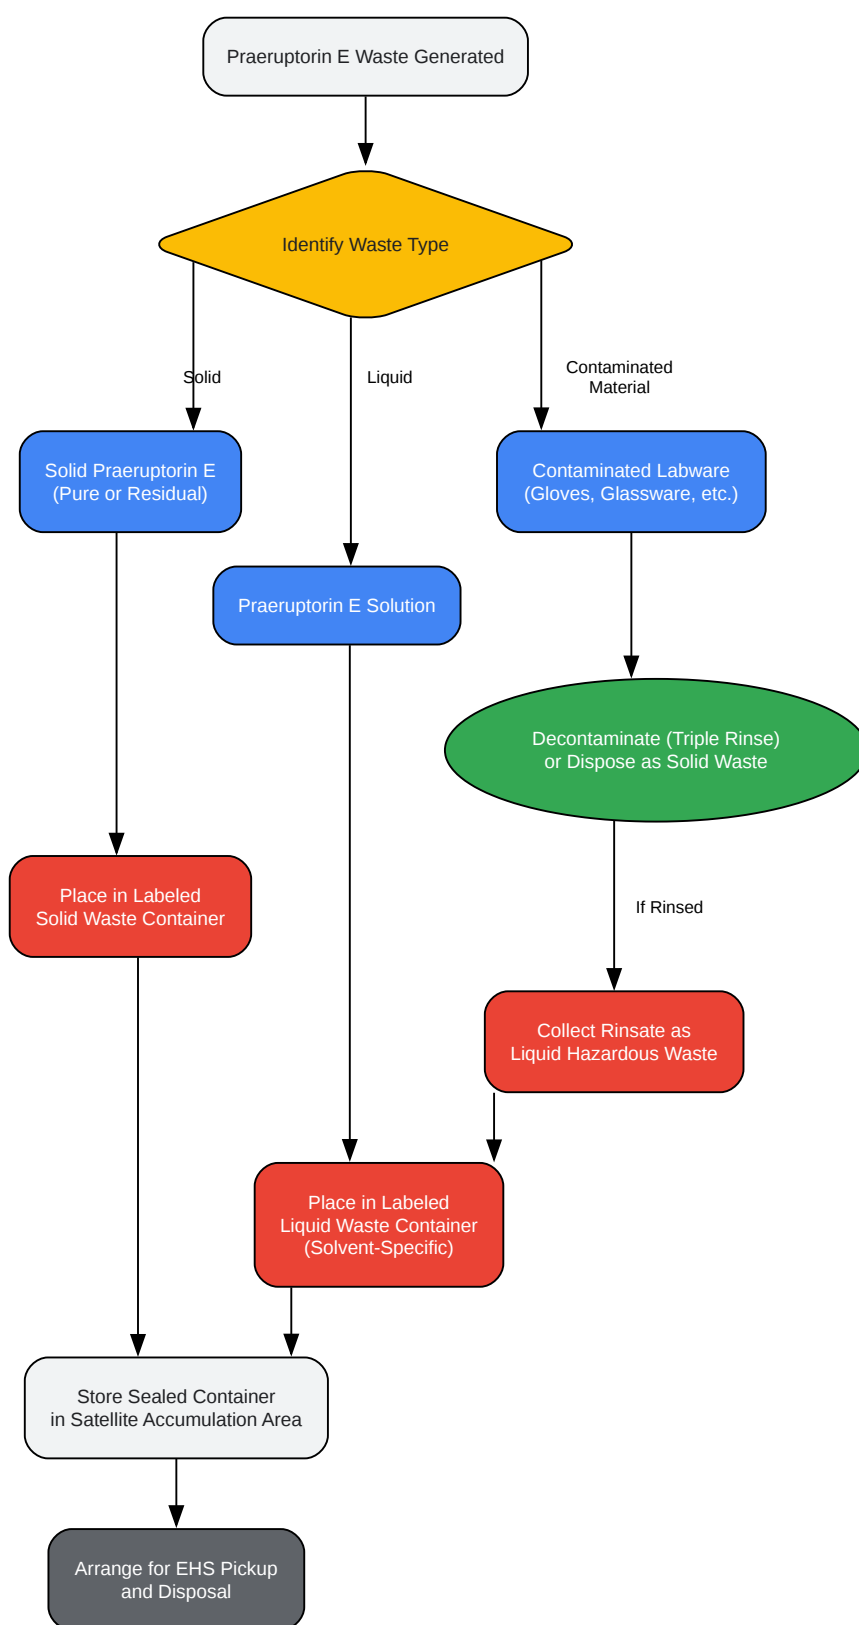 Praeruptorin E Waste Generated
Identify Waste Type
Solid
Liquid
Contaminated
Material
Solid Praeruptorin E
(Pure or Residual)
Contaminated Labware
(Gloves, Glassware, etc.)
Praeruptorin E Solution
Decontaminate (Triple Rinse)
or Dispose as Solid Waste
Place in Labeled
Solid Waste Container
If Rinsed
Collect Rinsate as
Liquid Hazardous Waste
Place in Labeled
Liquid Waste Container
(Solvent-Specific)
Store Sealed Container
in Satellite Accumulation Area
Arrange for EHS Pickup
and Disposal